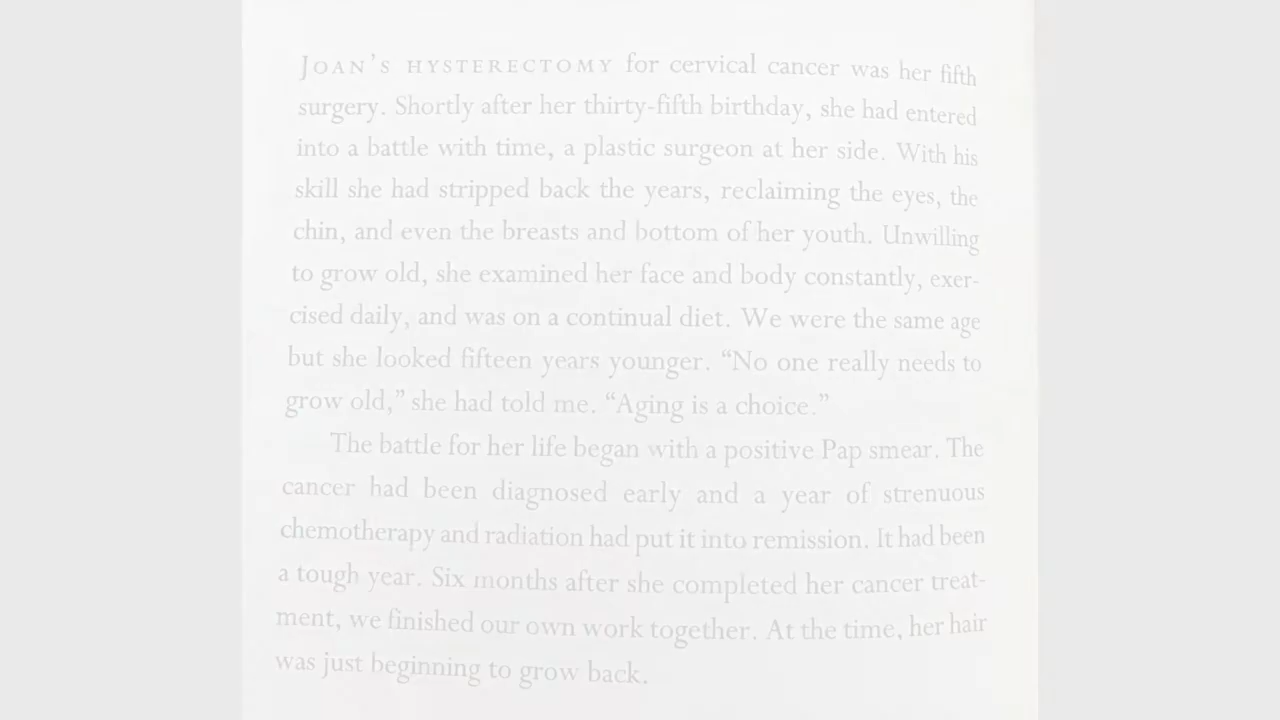 JOAN'S HYSTERECTOMY for cervical cancer was her fifth
surgery. Shortly after her thirty-fifth birthday, she had entered
into a battle with time, a plastic surgeon at her side. With his
skill she had stripped back the years, reclaiming the eyes, the
chin, and even the breasts and bottom of her youth. Unwilling
to grow old, she examined her face and body constantly, exer-
cised daily, and was on a continual diet. We were the same age
but she looked fifteen years younger. “No one really needs to
grow old,” she had told me. “Aging is a choice.”
The battle for her life began with a positive Pap smear. The
cancer had been diagnosed early and a year of strenuous
chemotherapy and radiation had put it into remission. It had been
a tough year. Six months after she completed her cancer treat-
ment, we finished our own work together. At the time, her hair
was just beginning to grow back.